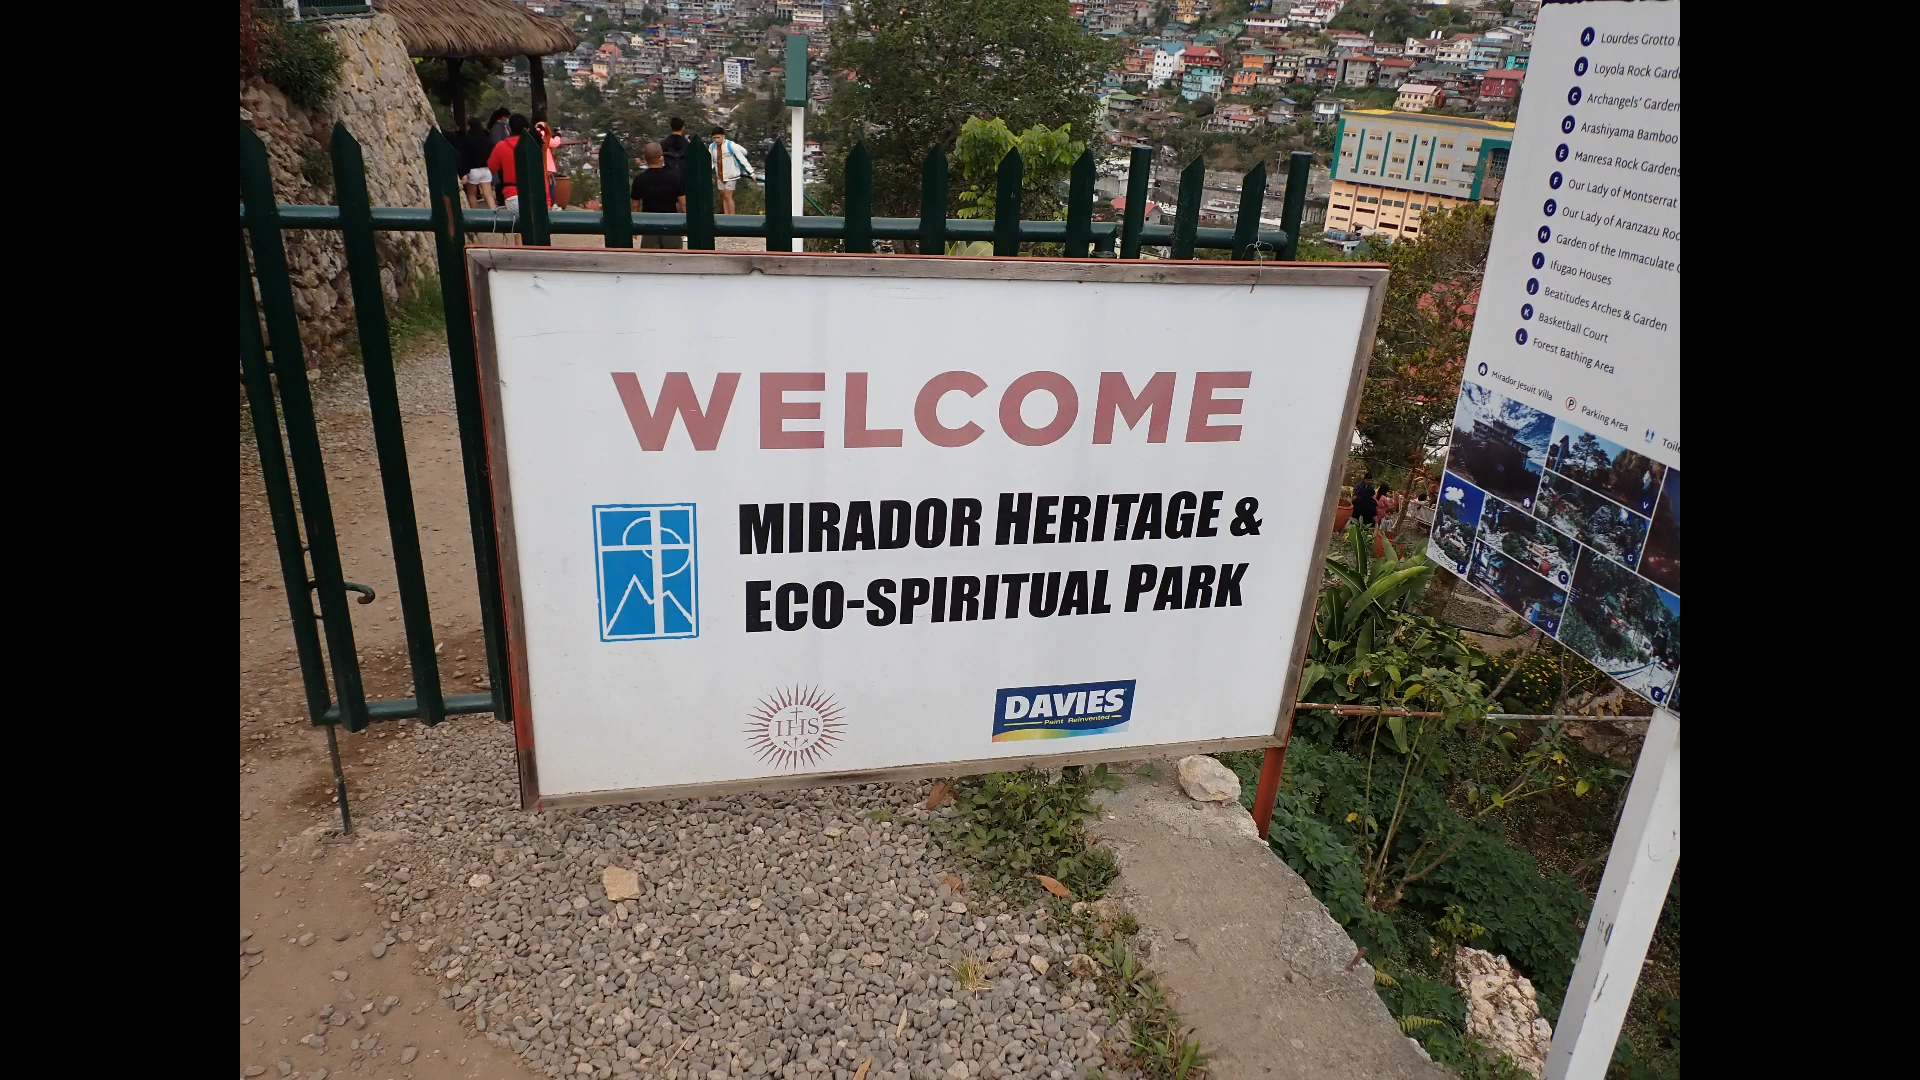 WELCOME
MIRADOR HERITAGE &
ECO-SPIRITUAL PARK
IHS
DAVIES
Paint Reinvented
A Lourdes Grotto
B Loyola Rock
C Archangels' Garden
D Arashiyama Bamboo
E Manresa Rock Gardens
F Our Lady of Montserrat
G Our Lady of Aranzazu
H Garden of the Immaculate
I Ifugao Houses
J Beatitudes Arches & Garden
K Basketball Court
L Forest Bathing Area
Mirador Jesuit Villa
P Parking Area
V
G
F
C
U
E